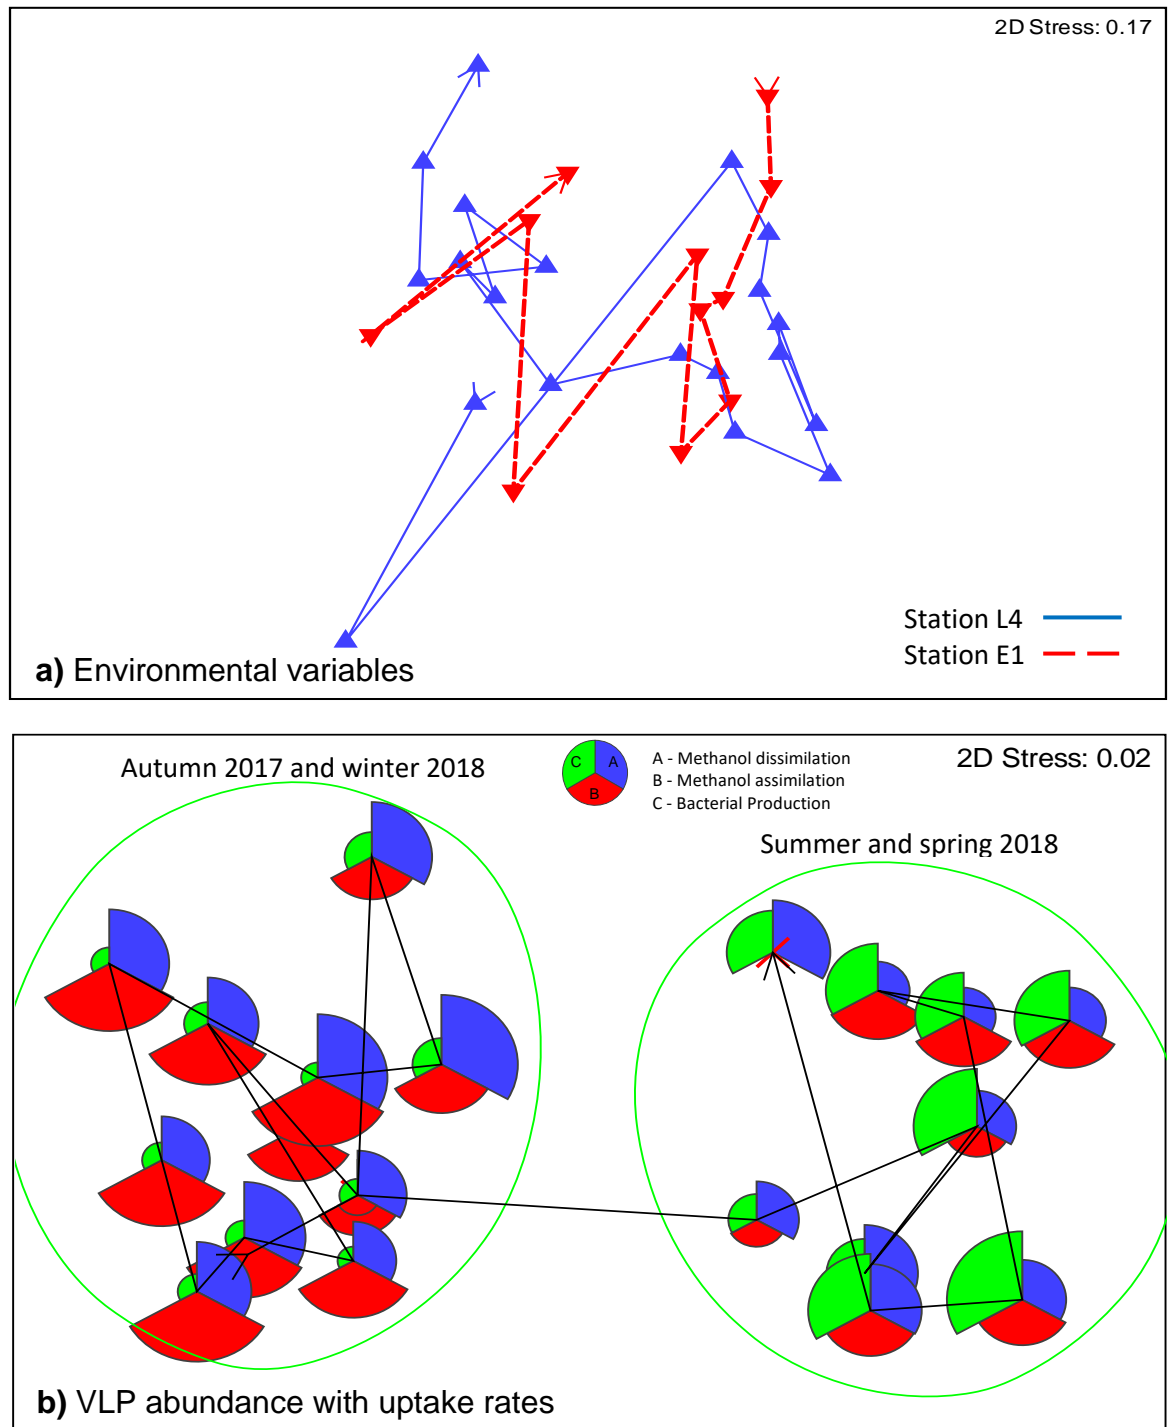 2D Stress: 0.17
Station L4
Station E1
a) Environmental variables
Autumn 2017 and winter 2018
C
A
B
A - Methanol dissimilation
B - Methanol assimilation
C - Bacterial Production
2D Stress: 0.02
Summer and spring 2018
b) VLP abundance with uptake rates